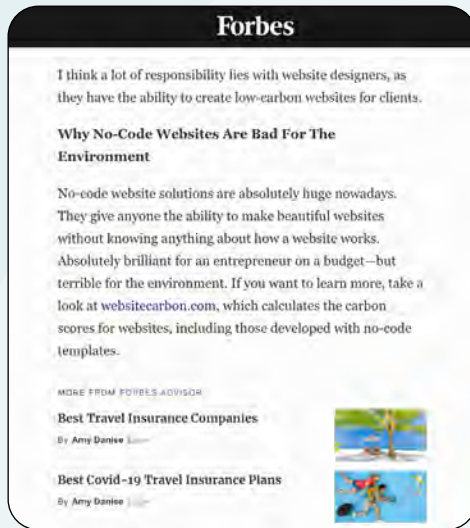 Forbes
I think a lot of responsibility lies with website designers, as
they have the ability to create low-carbon websites for clients.
Why No-Code Websites Are Bad For The
Environment
No-code website solutions are absolutely huge nowadays.
They give anyone the ability to make beautiful websites
without knowing anything about how a website works.
Absolutely brilliant for an entrepreneur on a budget—but
terrible for the environment. If you want to learn more, take a
look at websitecarbon.com, which calculates the carbon
scores for websites, including those developed with no-code
templates.
MORE FROM FORBES ADVISOR
Best Travel Insurance Companies
By Amy Danise
Best Covid-19 Travel Insurance Plans
By Amy Danise